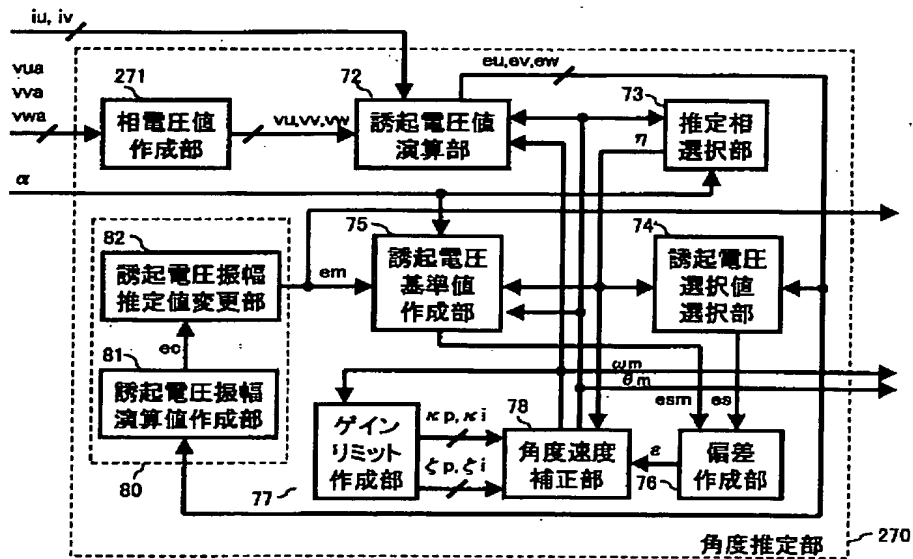 iu, iv
vua
vva
vwa
271
相電圧値
作成部
vu,vv,vw
72
誘起電圧値
演算部
eu,ev,ew
73
推定相
選択部
η
α
82
誘起電圧振幅
推定値変更部
em
75
誘起電圧
基準値
作成部
74
誘起電圧
選択値
選択部
ec
81
誘起電圧振幅
演算値作成部
80
ωm
θm
esm
es
ゲイン
リミット
作成部
77
κp,κi
ζp,ζi
78
角度速度
補正部
ε
76
偏差
作成部
角度推定部
270